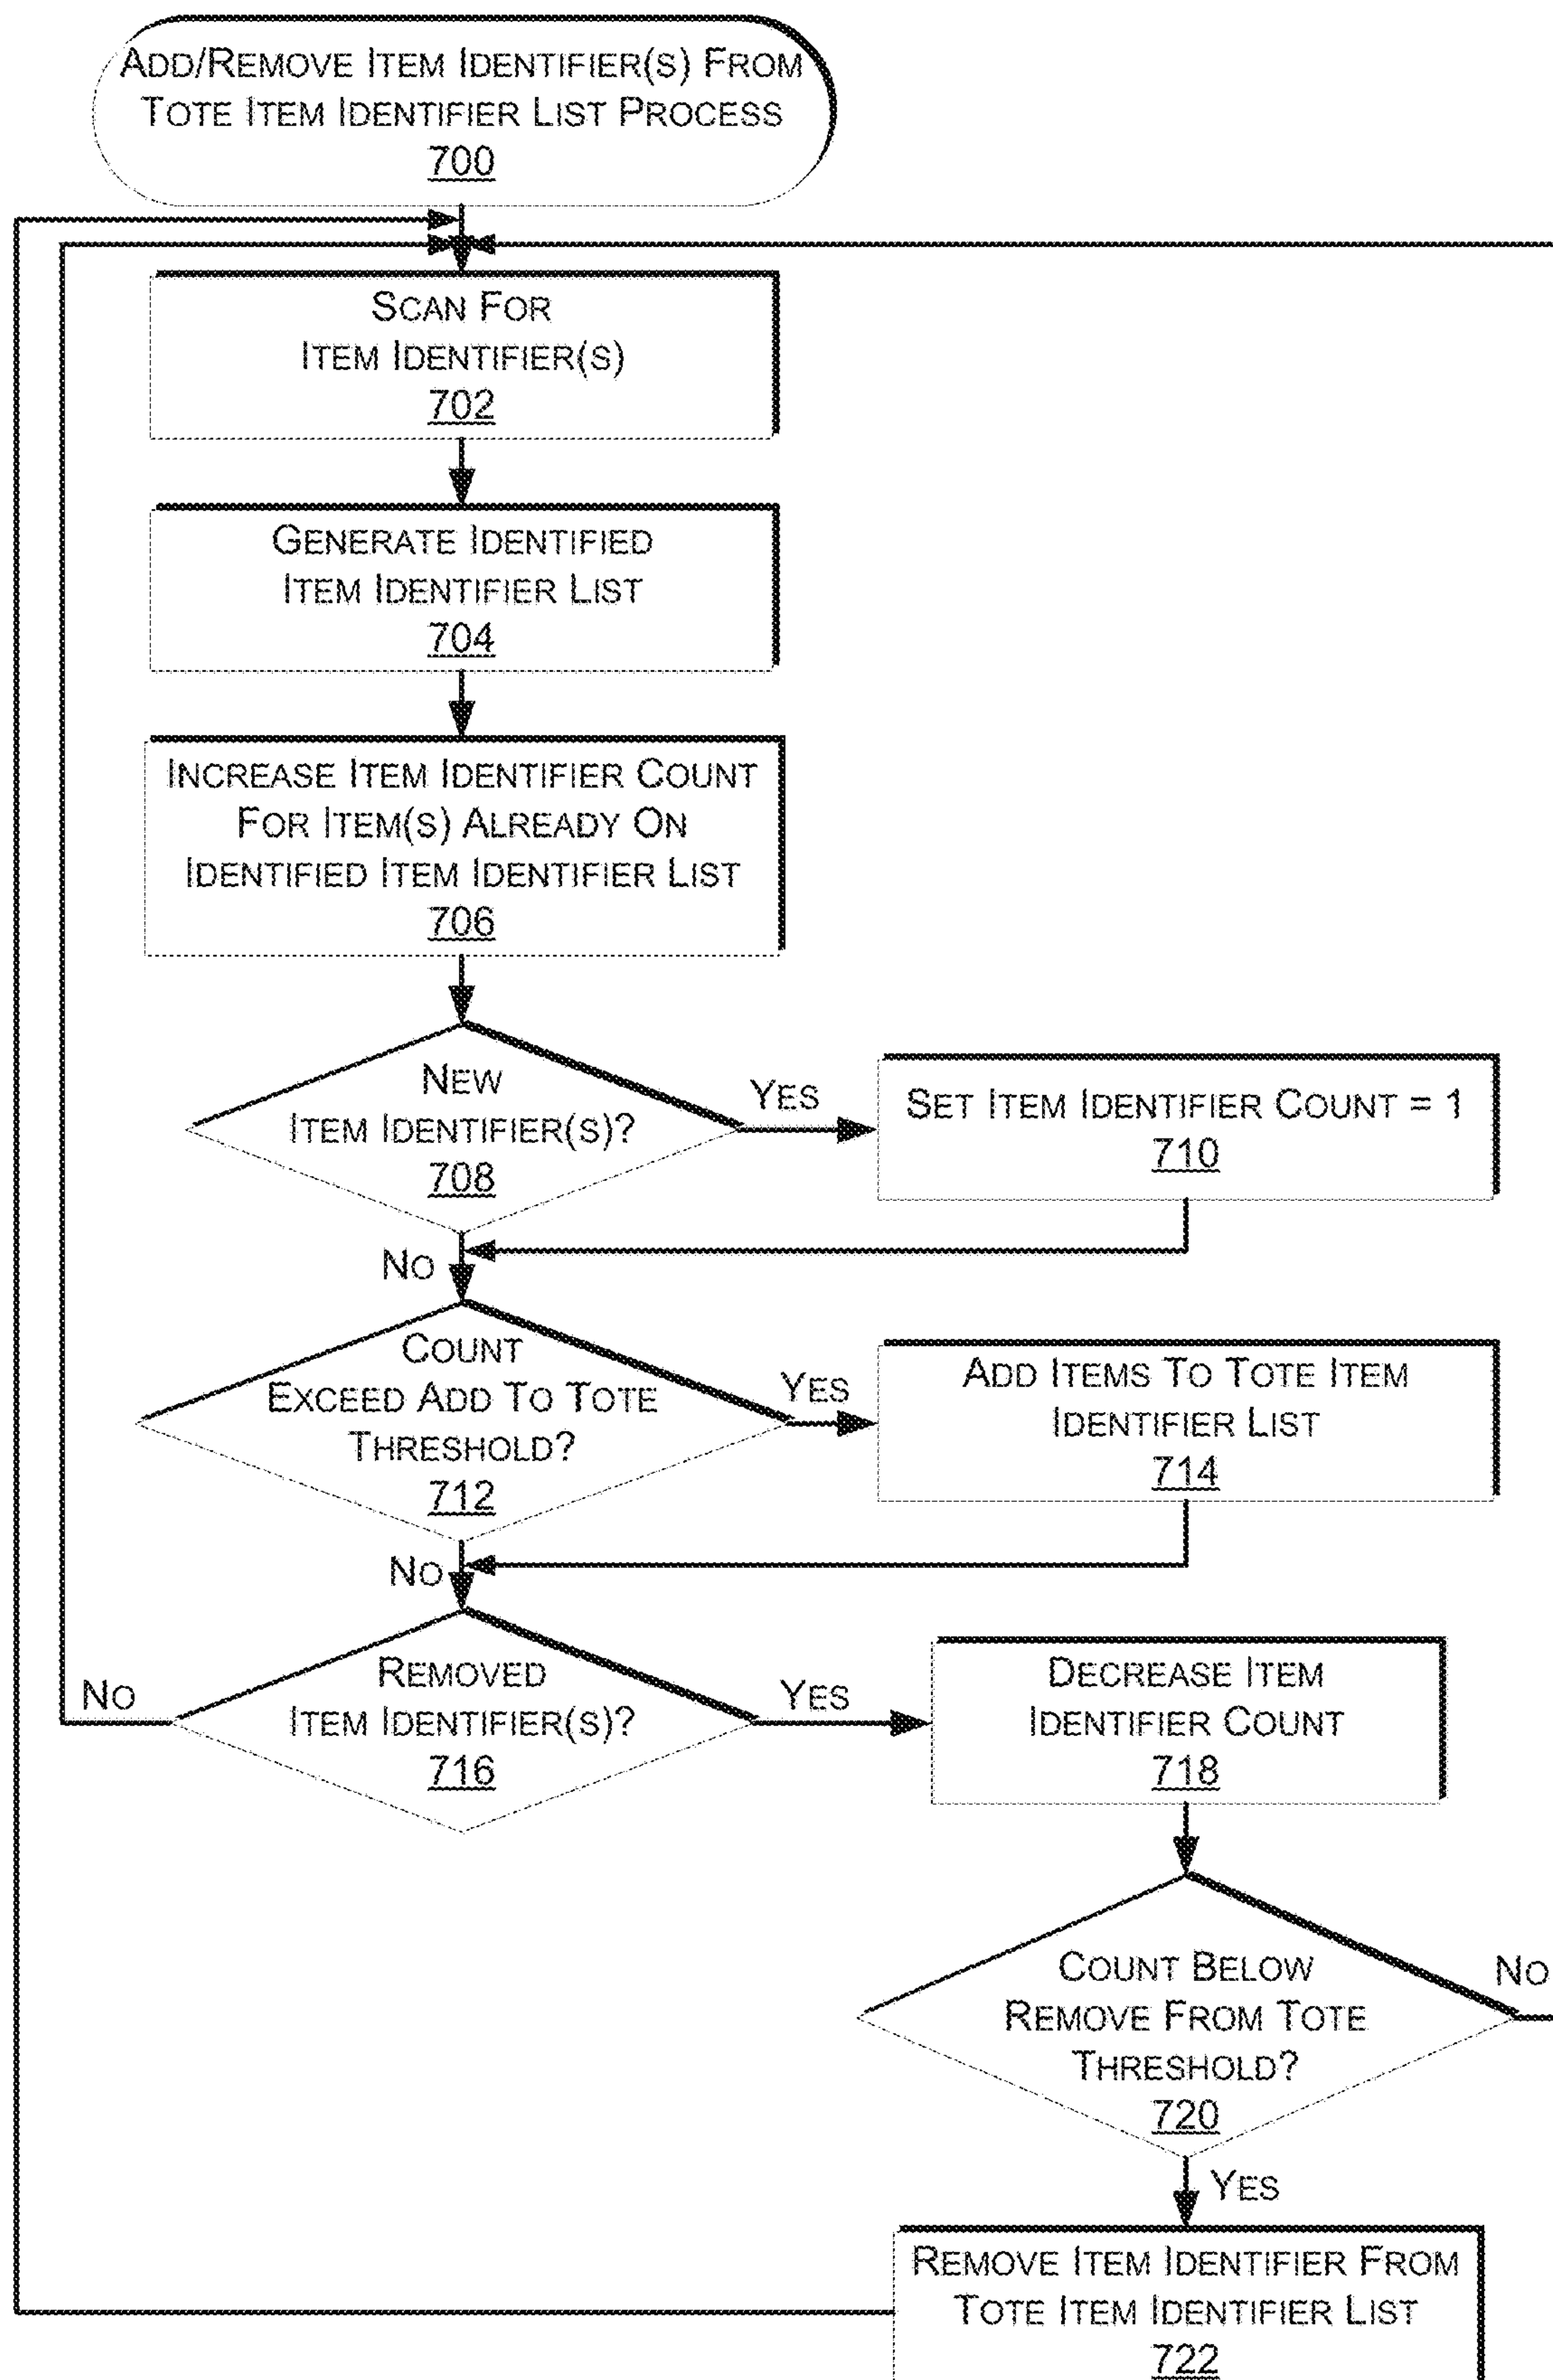 ADD/REMOVE ITEM IDENTIFIER(S) FROM
TOTE ITEM IDENTIFIER LIST PROCESS
700
SCAN FOR
ITEM IDENTIFIER(S)
702
GENERATE IDENTIFIED
ITEM IDENTIFIER LIST
704
INCREASE ITEM IDENTIFIER COUNT
FOR ITEM(S) ALREADY ON
IDENTIFIED ITEM IDENTIFIER LIST
706
NEW
ITEM IDENTIFIER(S)?
708
YES
SET ITEM IDENTIFIER COUNT = 1
710
NO
COUNT
EXCEED ADD TO TOTE
THRESHOLD?
712
YES
ADD ITEMS TO TOTE ITEM
IDENTIFIER LIST
714
NO
REMOVED
ITEM IDENTIFIER(S)?
716
NO
YES
DECREASE ITEM
IDENTIFIER COUNT
718
COUNT BELOW
REMOVE FROM TOTE
THRESHOLD?
720
NO
YES
REMOVE ITEM IDENTIFIER FROM
TOTE ITEM IDENTIFIER LIST
722